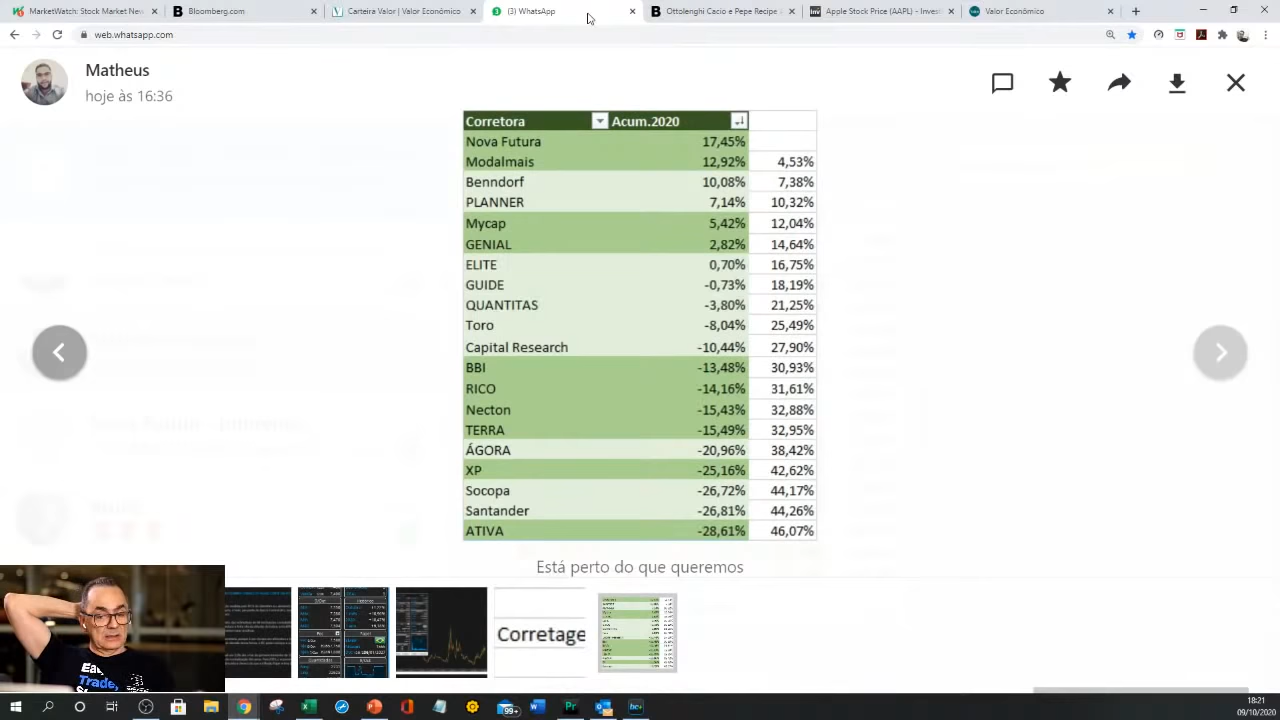 MarketWatch: Stock Market News
Bloomberg.com
Carteira Valor | Valor Econômico
(3) WhatsApp
Ottolenghi Cacio e Pepe Recipe
Apple Stock Price (AAPL) - Inves
Valor Econômico
web.whatsapp.com
Matheus
hoje às 16:36
Corretora Acum.2020
Nova Futura 17,45%
Modalmais 12,92% 4,53%
Benndorf 10,08% 7,38%
PLANNER 7,14% 10,32%
Mycap 5,42% 12,04%
GENIAL 2,82% 14,64%
ELITE 0,70% 16,75%
GUIDE -0,73% 18,19%
QUANTITAS -3,80% 21,25%
Toro -8,04% 25,49%
Capital Research -10,44% 27,90%
BBI -13,48% 30,93%
RICO -14,16% 31,61%
Necton -15,43% 32,88%
TERRA -15,49% 32,95%
ÁGORA -20,96% 38,42%
XP -25,16% 42,62%
Socopa -26,72% 44,17%
Santander -26,81% 44,26%
ATIVA -28,61% 46,07%
Está perto do que queremos
Corretage
99+
18:21
09/10/2020